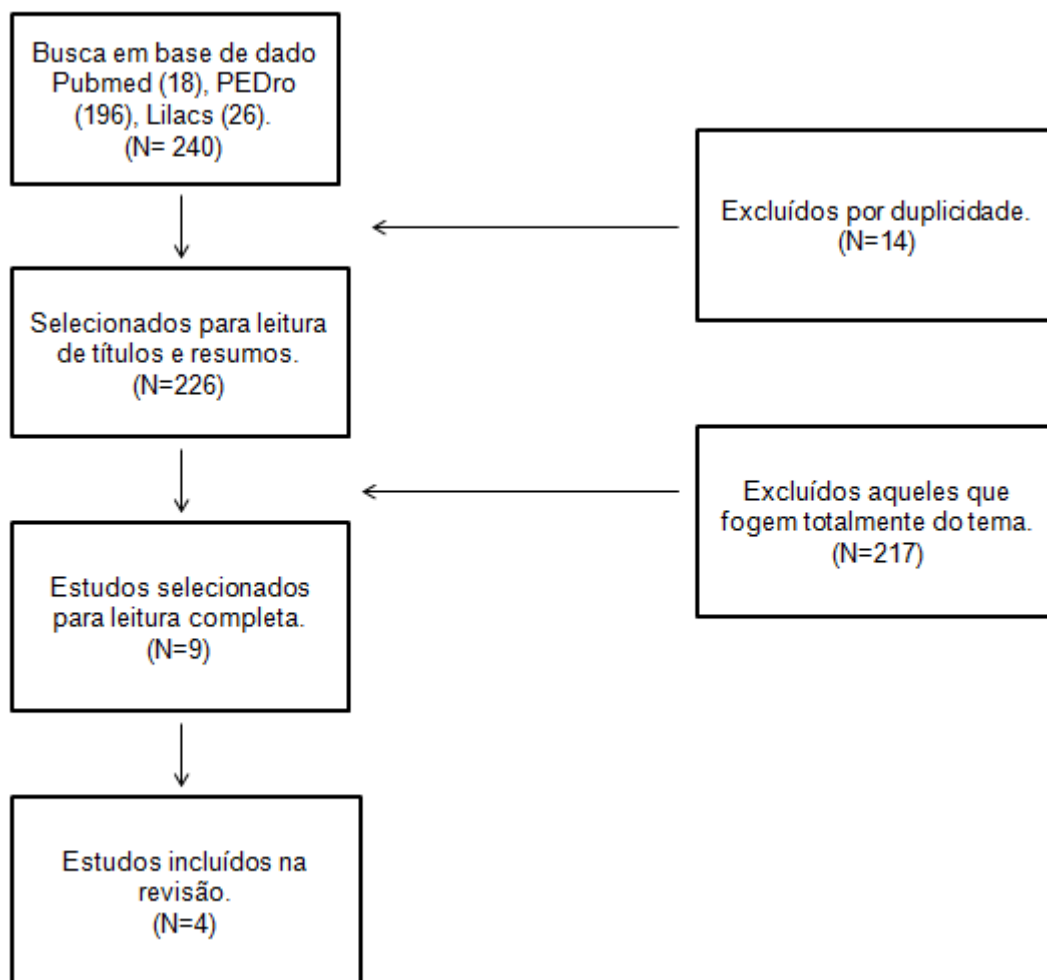 Busca em base de dado
Pubmed (18), PEDro
(196), Lilacs (26).
(N= 240)
Excluídos por duplicidade.
(N=14)
Selecionados para leitura
de títulos e resumos.
(N=226)
Excluídos aqueles que
fogem totalmente do tema.
(N=217)
Estudos selecionados
para leitura completa.
(N=9)
Estudos incluídos na
revisão.
(N=4)